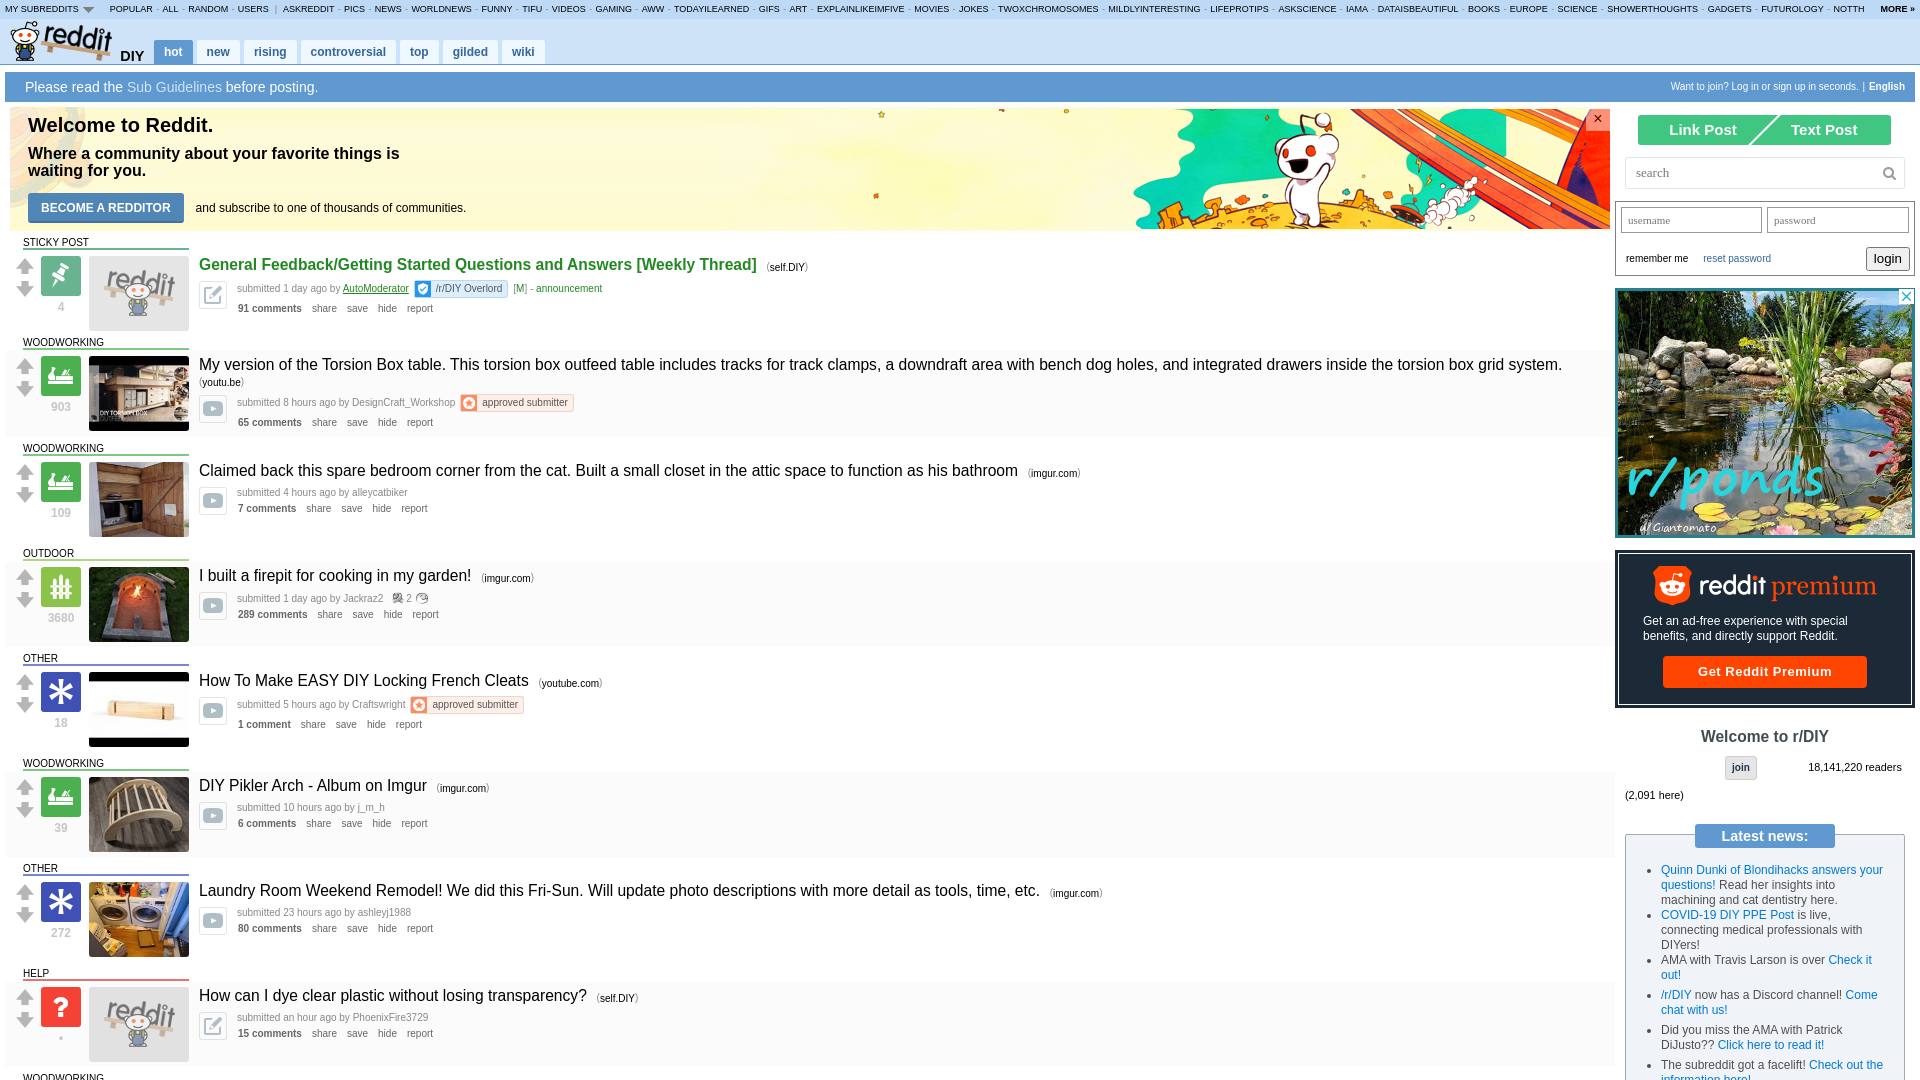 MY SUBREDDITS POPULAR - ALL - RANDOM - USERS | ASKREDDIT - PICS - NEWS - WORLDNEWS - FUNNY - TIFU - VIDEOS - GAMING - AWW - TODAYILEARNED - GIFS - ART - EXPLAINLIKEIMFIVE - MOVIES - JOKES - TWOXCHROMOSOMES - MILDLYINTERESTING - LIFEPROTIPS - ASKSCIENCE - IAMA - DATAISBEAUTIFUL - BOOKS - EUROPE - SCIENCE - SHOWERTHOUGHTS - GADGETS - FUTUROLOGY - NOTTH MORE »
reddit DIY hot new rising controversial top gilded wiki
Please read the Sub Guidelines before posting.
Want to join? Log in or sign up in seconds. | English
Welcome to Reddit.
Where a community about your favorite things is
waiting for you.
BECOME A REDDITOR and subscribe to one of thousands of communities.
×
STICKY POST
4
reddit
General Feedback/Getting Started Questions and Answers [Weekly Thread] (self.DIY)
submitted 1 day ago by AutoModerator /r/DIY Overlord [M] - announcement
91 comments share save hide report
WOODWORKING
903
DIY TORSION BOX
My version of the Torsion Box table. This torsion box outfeed table includes tracks for track clamps, a downdraft area with bench dog holes, and integrated drawers inside the torsion box grid system.
(youtu.be)
submitted 8 hours ago by DesignCraft_Workshop approved submitter
65 comments share save hide report
WOODWORKING
109
Claimed back this spare bedroom corner from the cat. Built a small closet in the attic space to function as his bathroom (imgur.com)
submitted 4 hours ago by alleycatbiker
7 comments share save hide report
OUTDOOR
3680
I built a firepit for cooking in my garden! (imgur.com)
submitted 1 day ago by Jackraz2 2
289 comments share save hide report
OTHER
18
How To Make EASY DIY Locking French Cleats (youtube.com)
submitted 5 hours ago by Craftswright approved submitter
1 comment share save hide report
WOODWORKING
39
DIY Pikler Arch - Album on Imgur (imgur.com)
submitted 10 hours ago by j_m_h
6 comments share save hide report
OTHER
272
Laundry Room Weekend Remodel! We did this Fri-Sun. Will update photo descriptions with more detail as tools, time, etc. (imgur.com)
submitted 23 hours ago by ashleyj1988
80 comments share save hide report
HELP
?
•
reddit
How can I dye clear plastic without losing transparency? (self.DIY)
submitted an hour ago by PhoenixFire3729
15 comments share save hide report
WOODWORKING
Link Post Text Post
search
username password
remember me reset password login
r/ponds
u/Giantomato
reddit premium
Get an ad-free experience with special
benefits, and directly support Reddit.
Get Reddit Premium
Welcome to r/DIY
join 18,141,220 readers
(2,091 here)
Latest news:
• Quinn Dunki of Blondihacks answers your
questions! Read her insights into
machining and cat dentistry here.
• COVID-19 DIY PPE Post is live,
connecting medical professionals with
DIYers!
• AMA with Travis Larson is over Check it
out!
• /r/DIY now has a Discord channel! Come
chat with us!
• Did you miss the AMA with Patrick
DiJusto?? Click here to read it!
• The subreddit got a facelift! Check out the
information here!